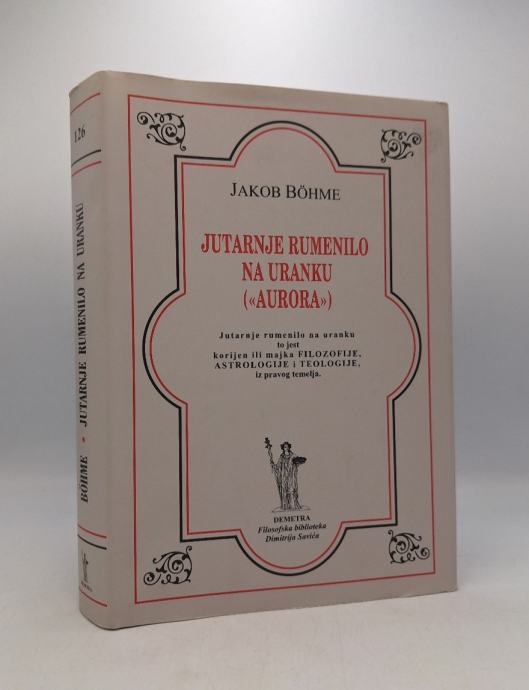 126
BÖHME • JUTARNJE RUMENILO NA URANKU
JAKOB BÖHME
JUTARNJE RUMENILO
NA URANKU
(«AURORA»)
Jutarnje rumenilo na uranku
to jest
korijen ili majka FILOZOFIJE,
ASTROLOGIJE i TEOLOGIJE,
iz pravog temelja.
DEMETRA
Filosofska biblioteka
Dimitrija Savića